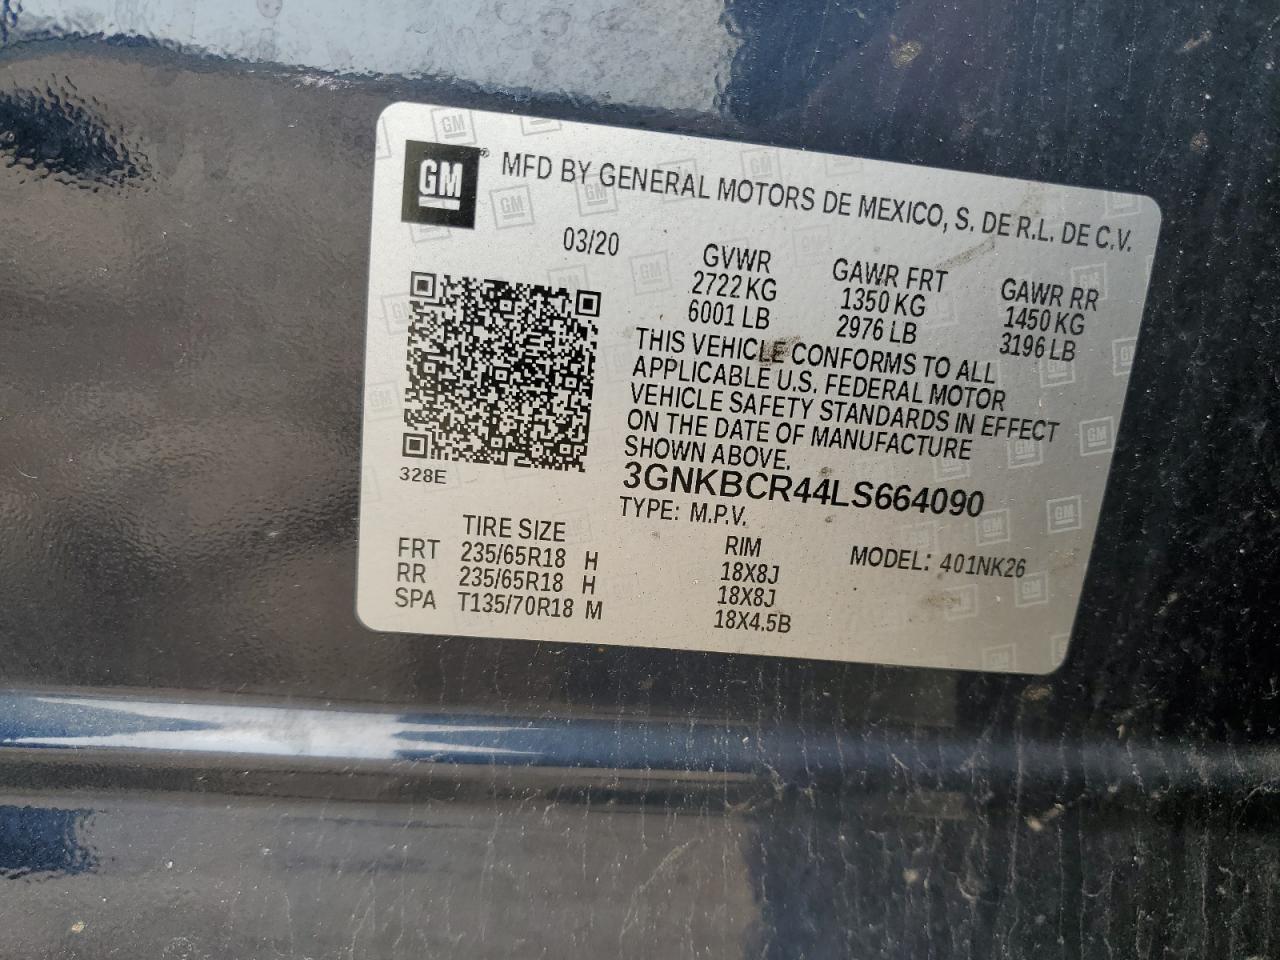 GM® MFD BY GENERAL MOTORS DE MEXICO, S. DE R.L. DE C.V.
03/20 GVWR GAWR FRT GAWR RR
2722 KG 1350 KG 1450 KG
6001 LB 2976 LB 3196 LB
THIS VEHICLE CONFORMS TO ALL
APPLICABLE U.S. FEDERAL MOTOR
VEHICLE SAFETY STANDARDS IN EFFECT
ON THE DATE OF MANUFACTURE
SHOWN ABOVE.
328E
3GNKBCR44LS664090
TYPE: M.P.V. MODEL: 401NK26
TIRE SIZE RIM
FRT 235/65R18 H 18X8J
RR 235/65R18 H 18X8J
SPA T135/70R18 M 18X4.5B